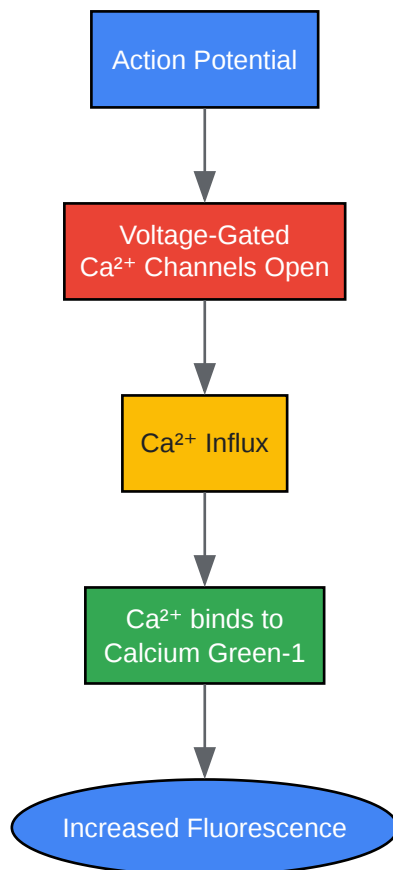 Action Potential
Voltage-Gated
Ca²⁺ Channels Open
Ca²⁺ Influx
Ca²⁺ binds to
Calcium Green-1
Increased Fluorescence